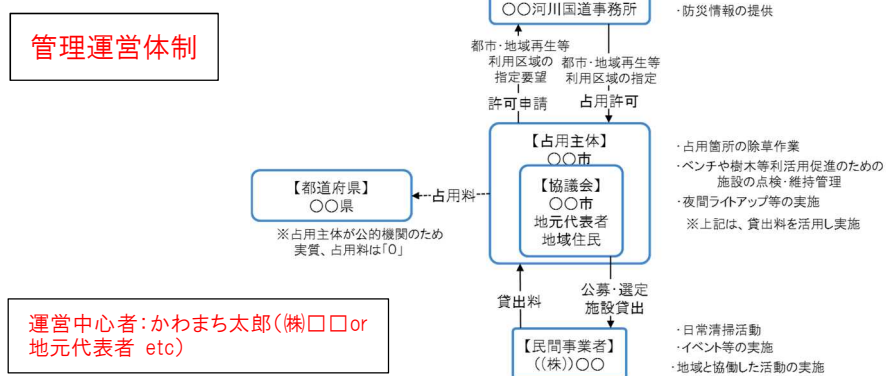 管理運営体制
○○河川国道事務所
・防災情報の提供
都市・地域再生等
利用区域の
指定要望
都市・地域再生等
利用区域の指定
許可申請
占用許可
【占用主体】
○○市
【協議会】
○○市
地元代表者
地域住民
・占用箇所の除草作業
・ベンチや樹木等利活用促進のための
施設の点検・維持管理
・夜間ライトアップ等の実施
※上記は、貸出料を活用し実施
【都道府県】
○○県
占用料
※占用主体が公的機関のため
実質、占用料は「0」
貸出料
公募・選定
施設貸出
運営中心者：かわまち太郎(㈱□□or
地元代表者 etc)
【民間事業者】
((株))○○
・日常清掃活動
・イベント等の実施
・地域と協働した活動の実施